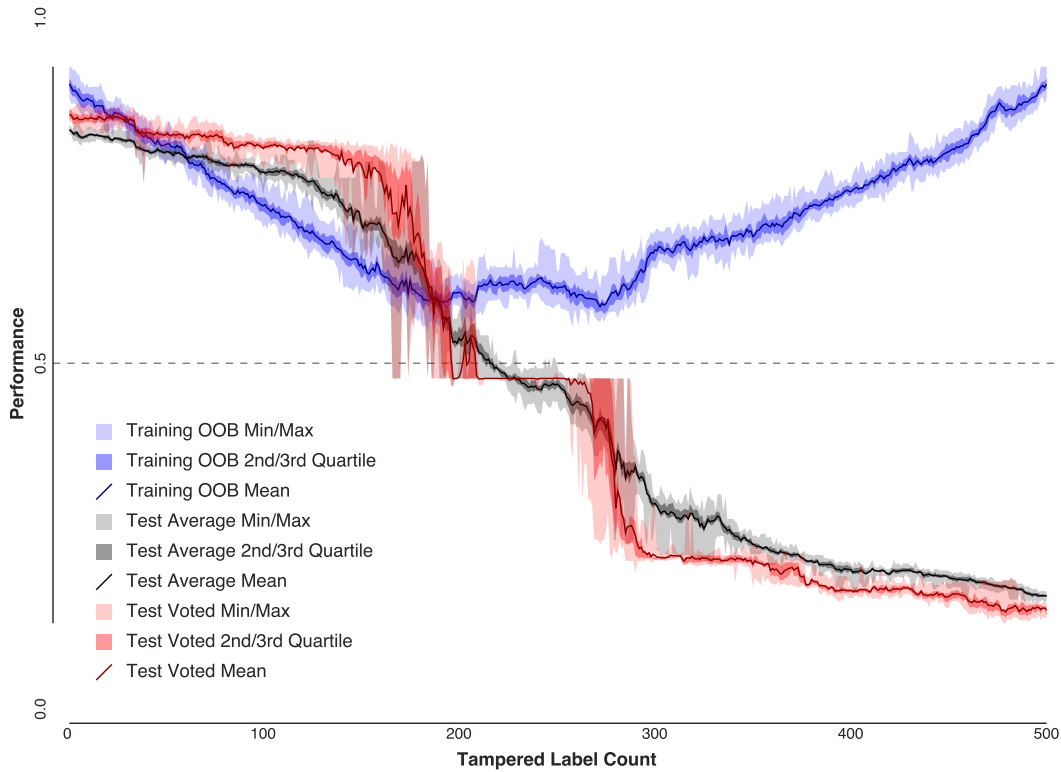 1.0
Performance
0.5
Training OOB Min/Max
Training OOB 2nd/3rd Quartile
Training OOB Mean
Test Average Min/Max
Test Average 2nd/3rd Quartile
Test Average Mean
Test Voted Min/Max
Test Voted 2nd/3rd Quartile
Test Voted Mean
0.0
0 100 200 300 400 500
Tampered Label Count